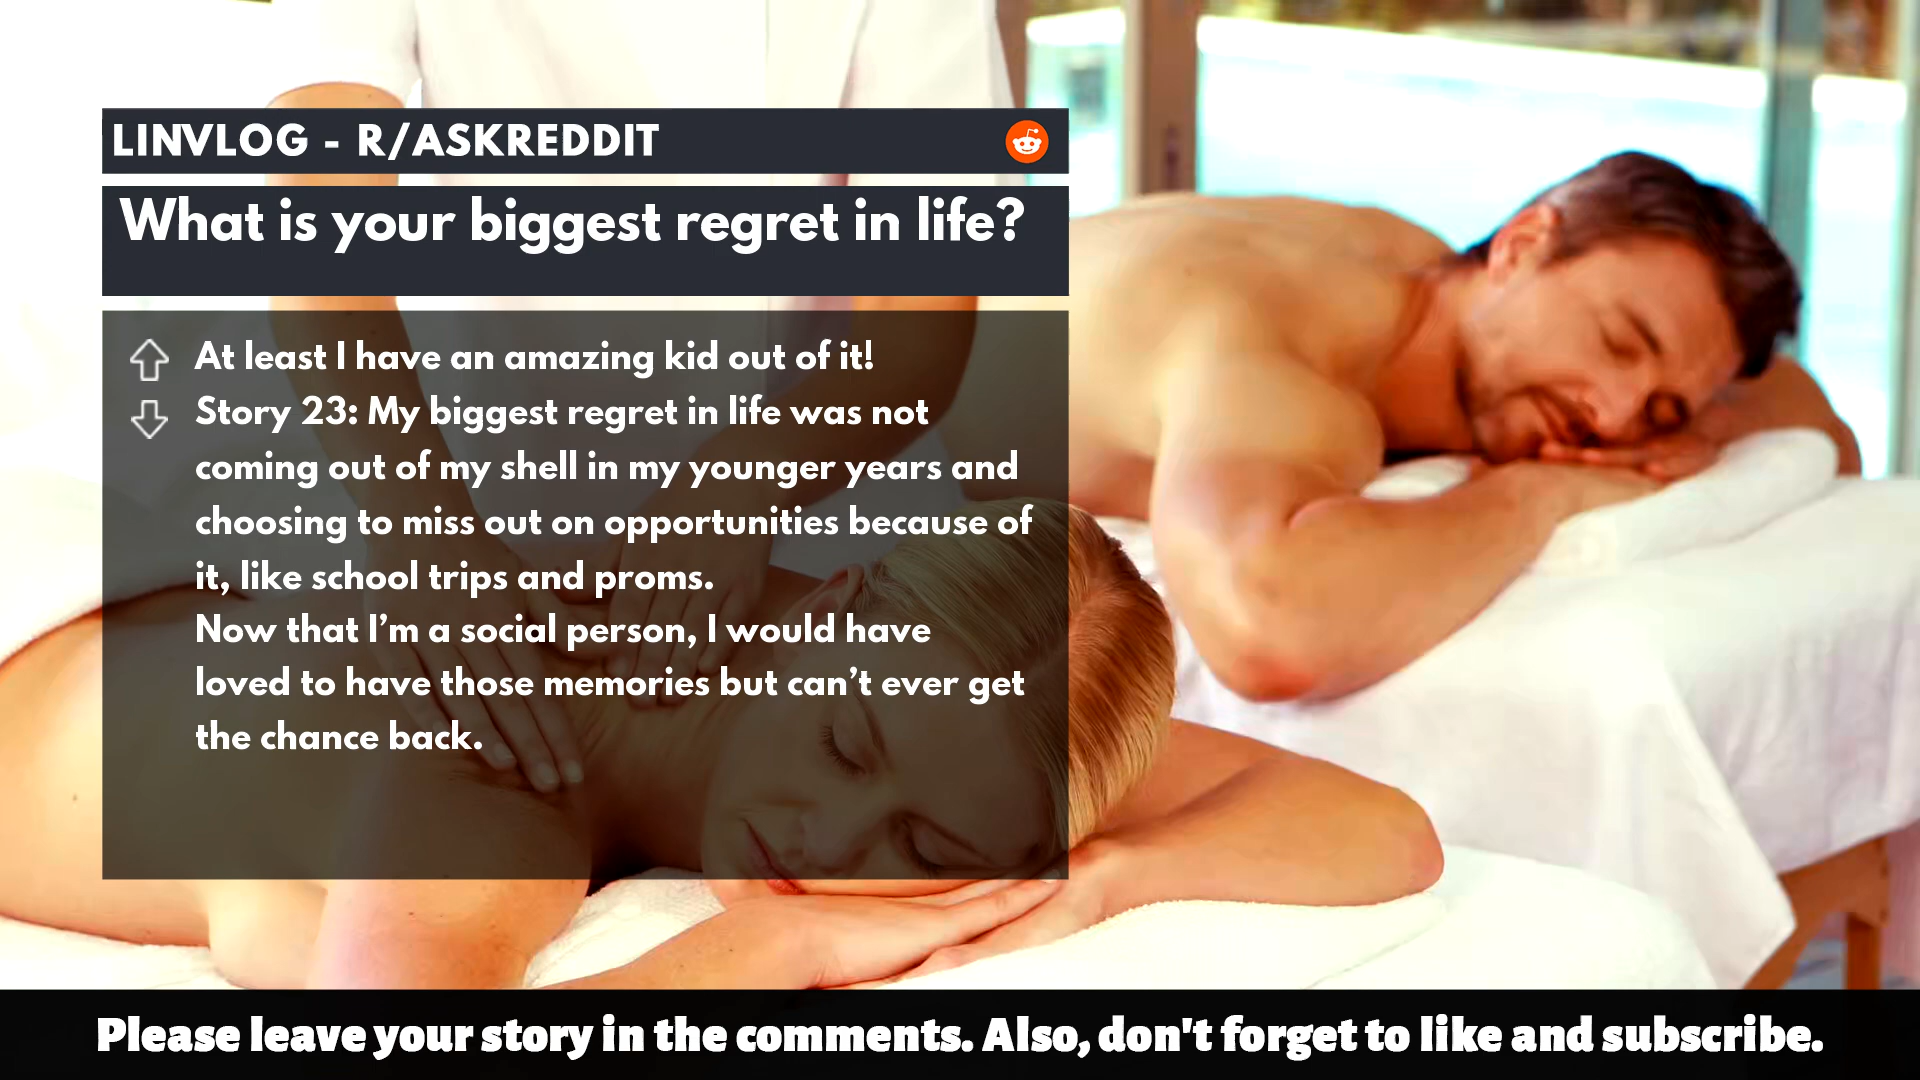 LINVLOG - R/ASKREDDIT
What is your biggest regret in life?
At least I have an amazing kid out of it!
Story 23: My biggest regret in life was not
coming out of my shell in my younger years and
choosing to miss out on opportunities because of
it, like school trips and proms.
Now that I’m a social person, I would have
loved to have those memories but can’t ever get
the chance back.
Please leave your story in the comments. Also, don't forget to like and subscribe.